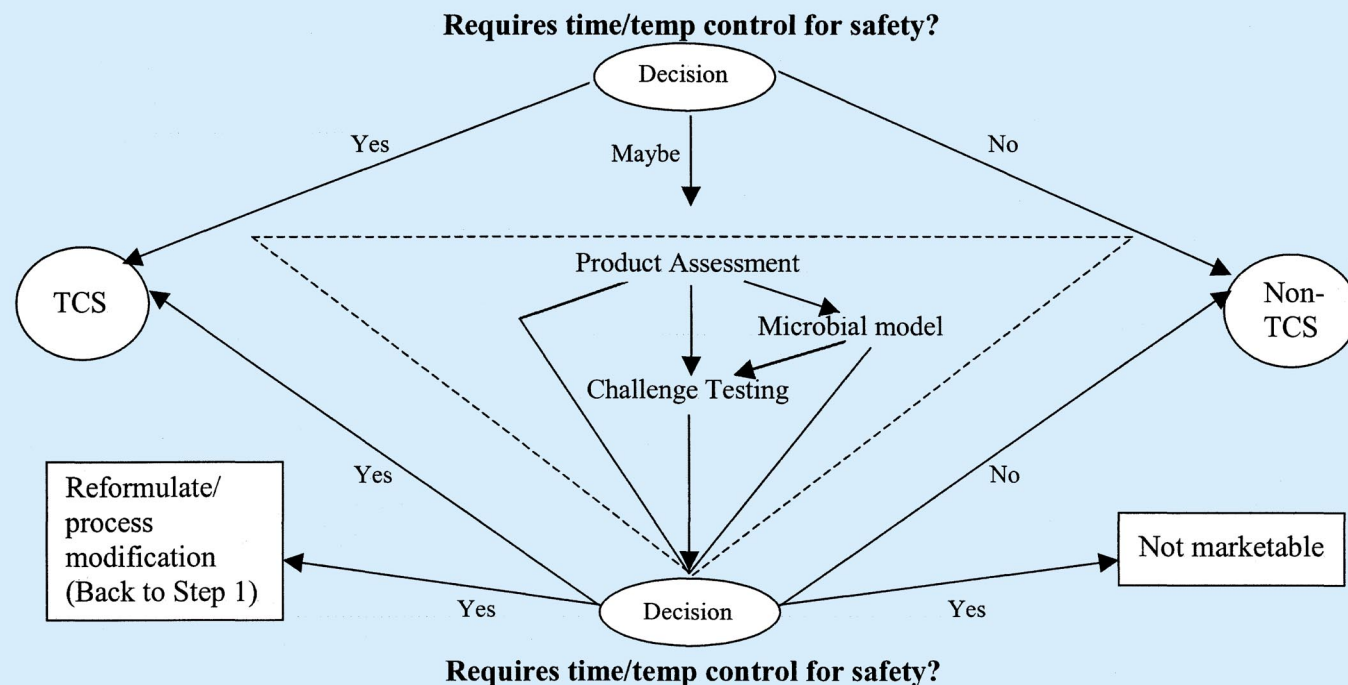 Requires time/temp control for safety?
Decision
Yes
Maybe
No
Product Assessment
TCS
Non-
TCS
Microbial model
Challenge Testing
Yes
No
Reformulate/
process
modification
(Back to Step 1)
Not marketable
Yes
Decision
Yes
Requires time/temp control for safety?